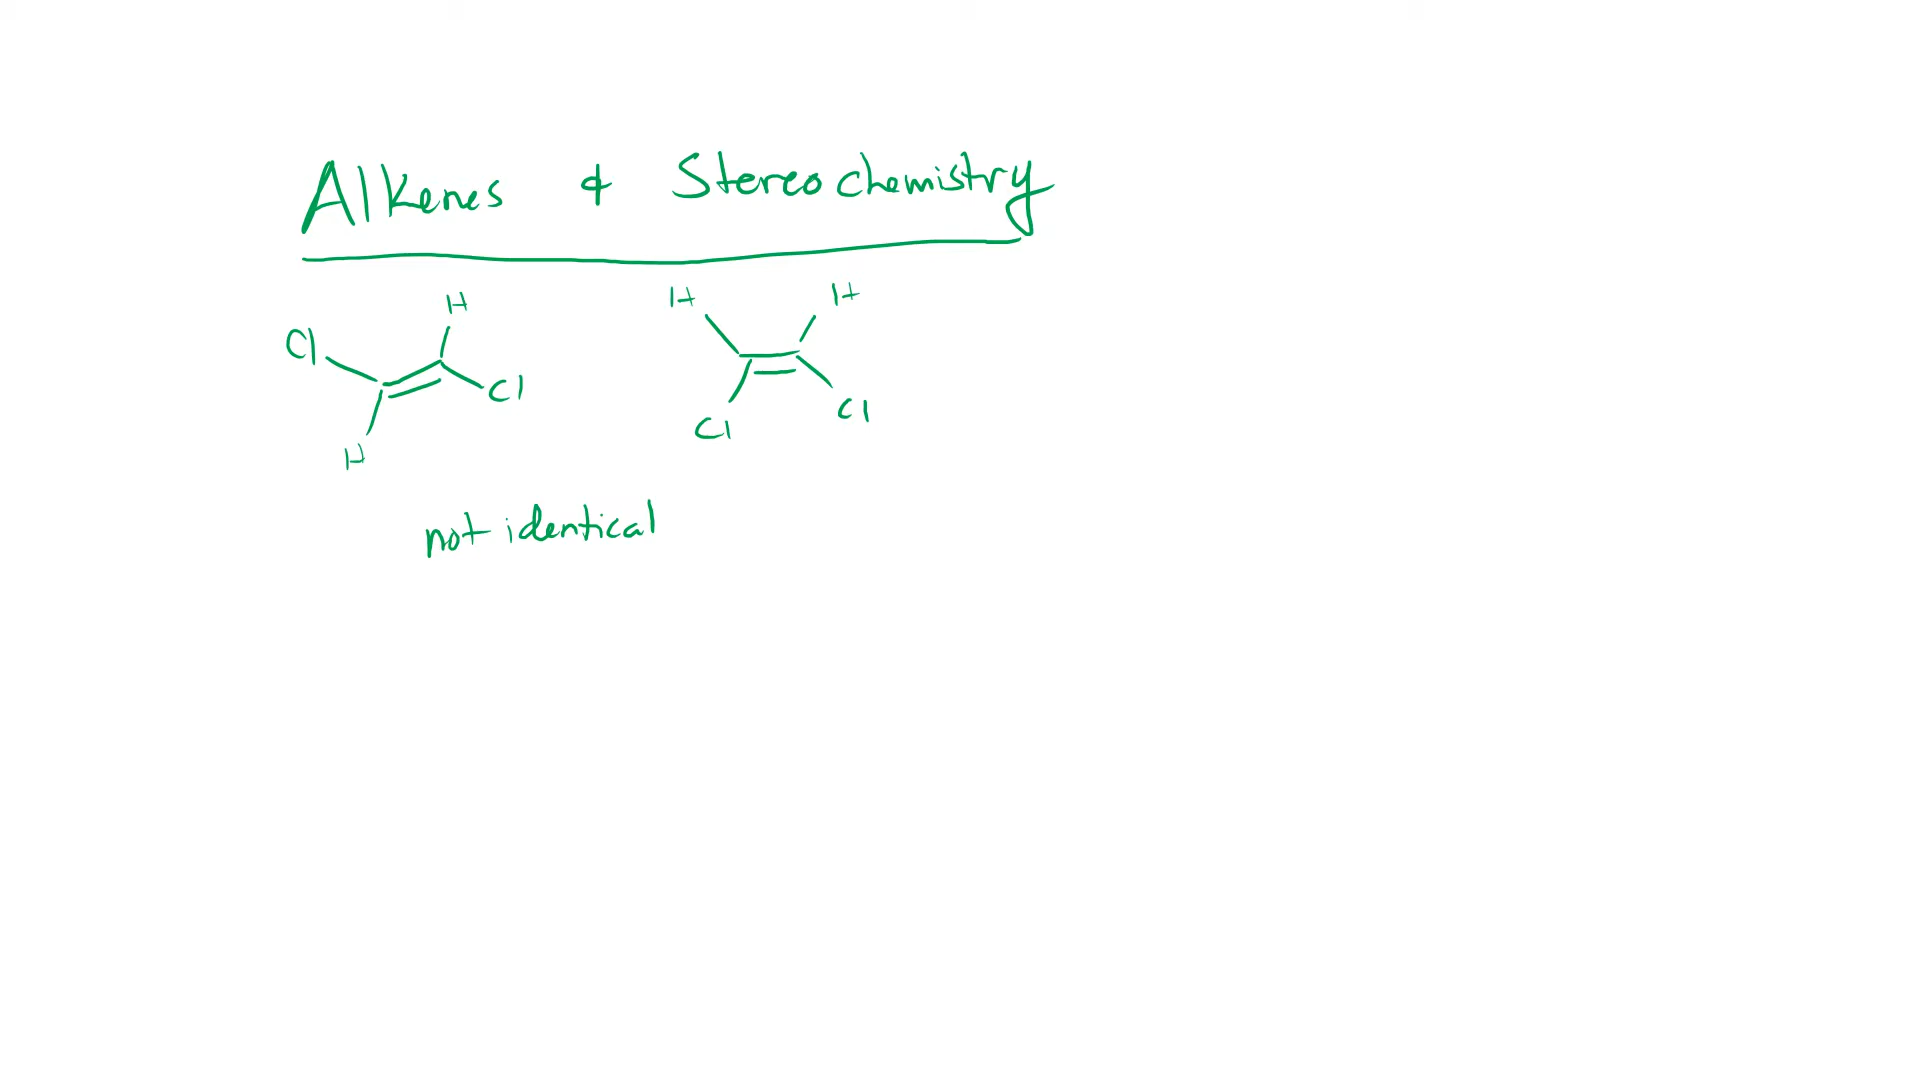 Alkenes & Stereochemistry
H H H
Cl Cl
H Cl Cl
not identical